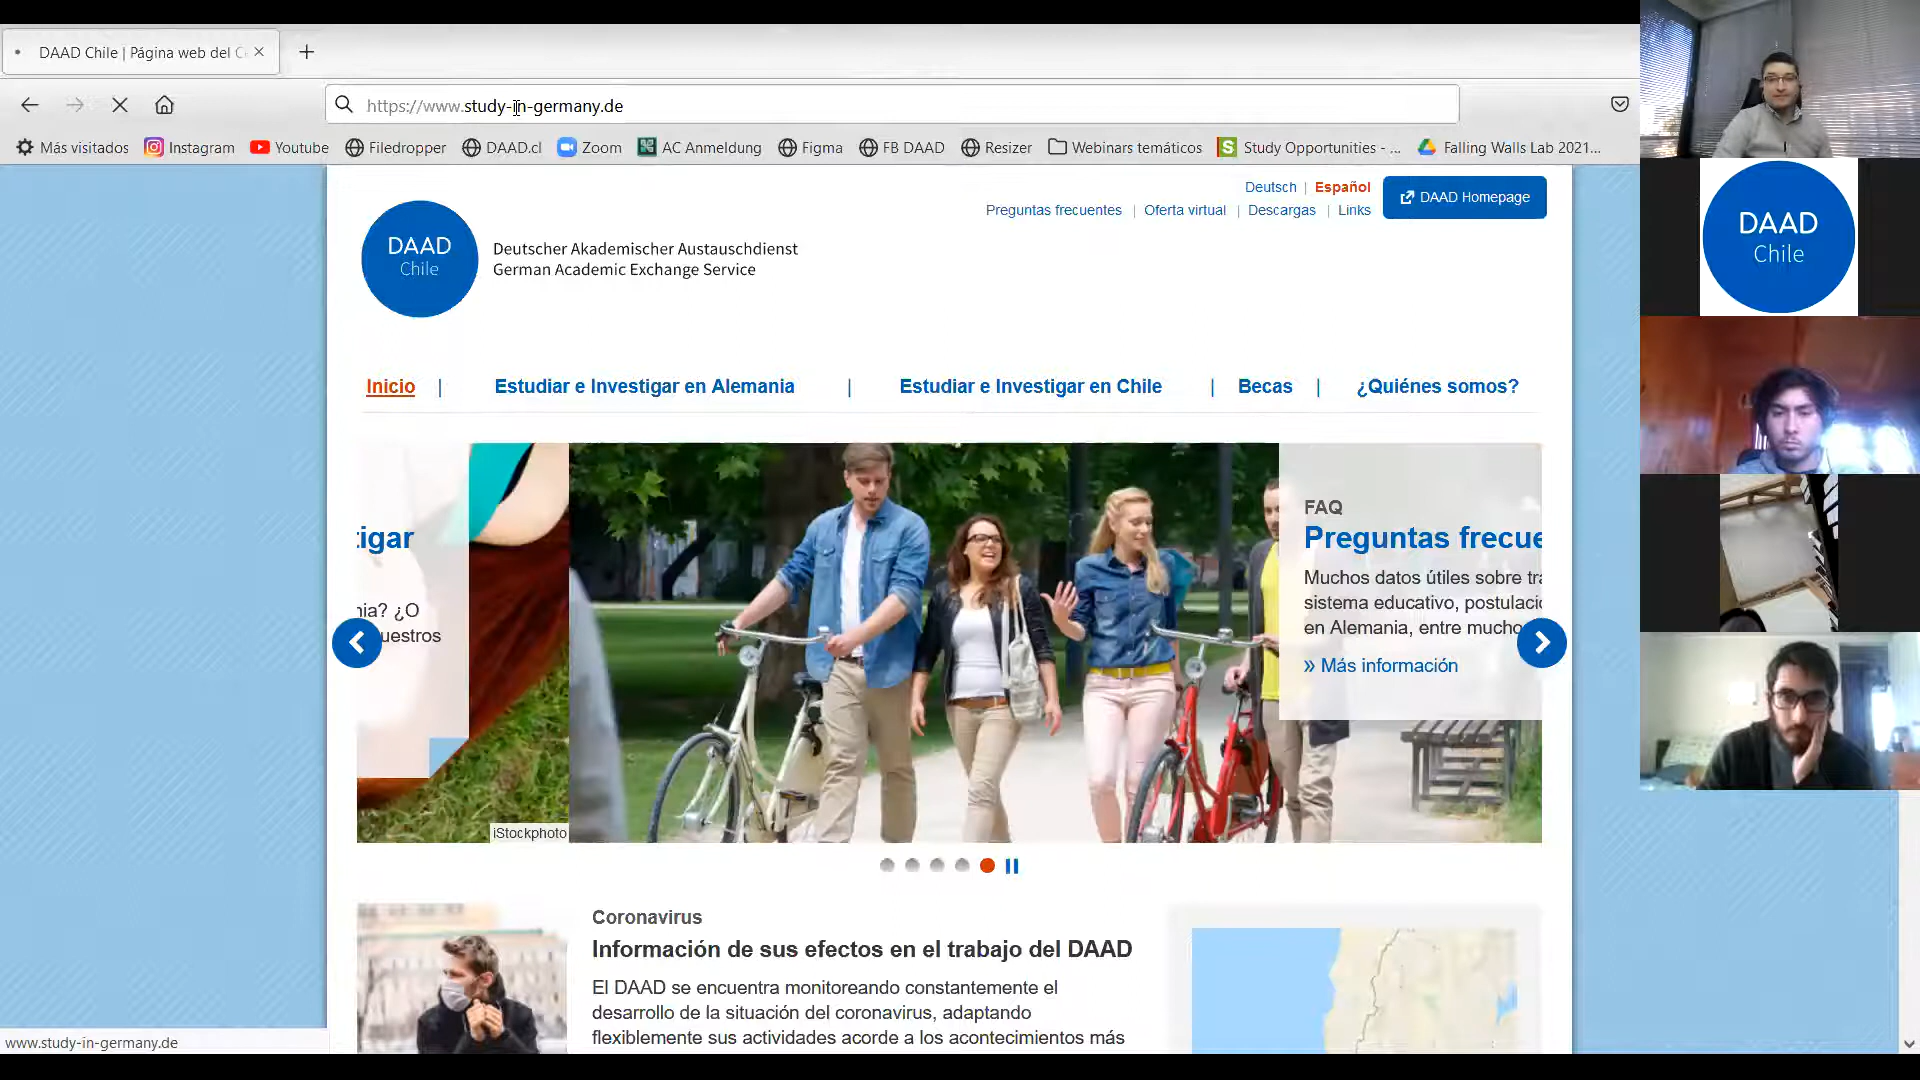 DAAD Chile | Página web del C
https://www.study-in-germany.de
Más visitados
Instagram
Youtube
Filedropper
DAAD.cl
Zoom
AC Anmeldung
Figma
FB DAAD
Resizer
Webinars temáticos
Study Opportunities - ...
Falling Walls Lab 2021...
Deutsch | Español
DAAD Homepage
Preguntas frecuentes | Oferta virtual | Descargas | Links
DAAD
Chile
Deutscher Akademischer Austauschdienst
German Academic Exchange Service
DAAD
Chile
Inicio | Estudiar e Investigar en Alemania | Estudiar e Investigar en Chile | Becas | ¿Quiénes somos?
tigar
nia? ¿O
uestros
iStockphoto
FAQ
Preguntas frecue
Muchos datos útiles sobre tra
sistema educativo, postulació
en Alemania, entre mucho
» Más información
Coronavirus
Información de sus efectos en el trabajo del DAAD
El DAAD se encuentra monitoreando constantemente el
desarrollo de la situación del coronavirus, adaptando
flexiblemente sus actividades acorde a los acontecimientos más
www.study-in-germany.de